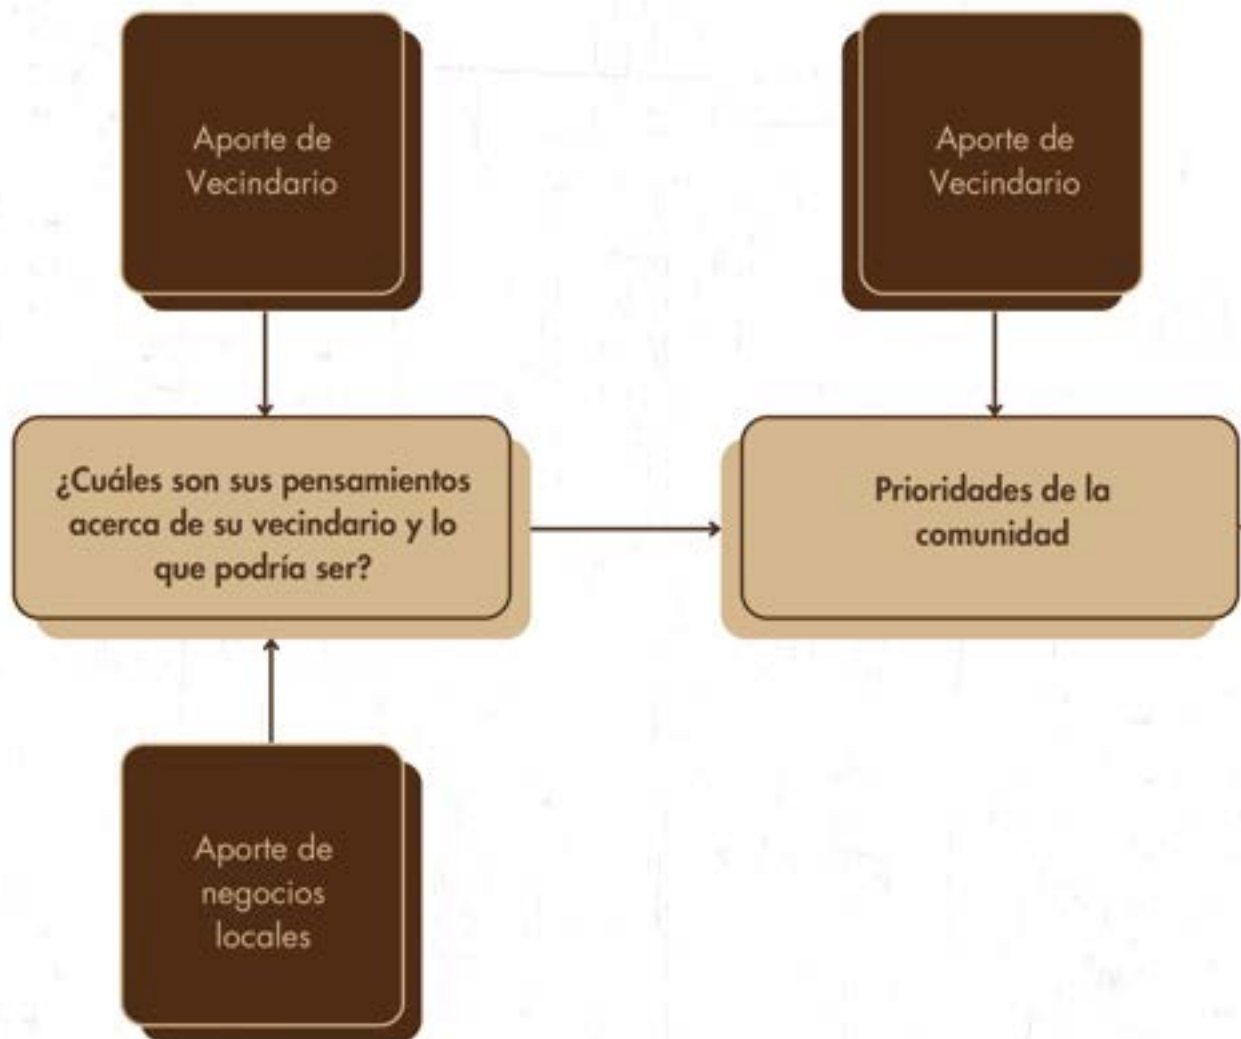 Aporte de
Vecindario
Aporte de
Vecindario
¿Cuáles son sus pensamientos
acerca de su vecindario y lo
que podría ser?
Prioridades de la
comunidad
Aporte de
negocios
locales